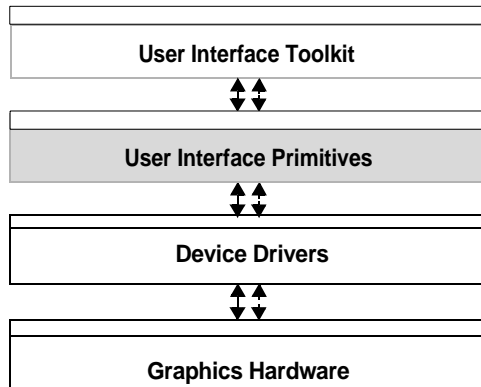 User Interface Toolkit
User Interface Primitives
Device Drivers
Graphics Hardware